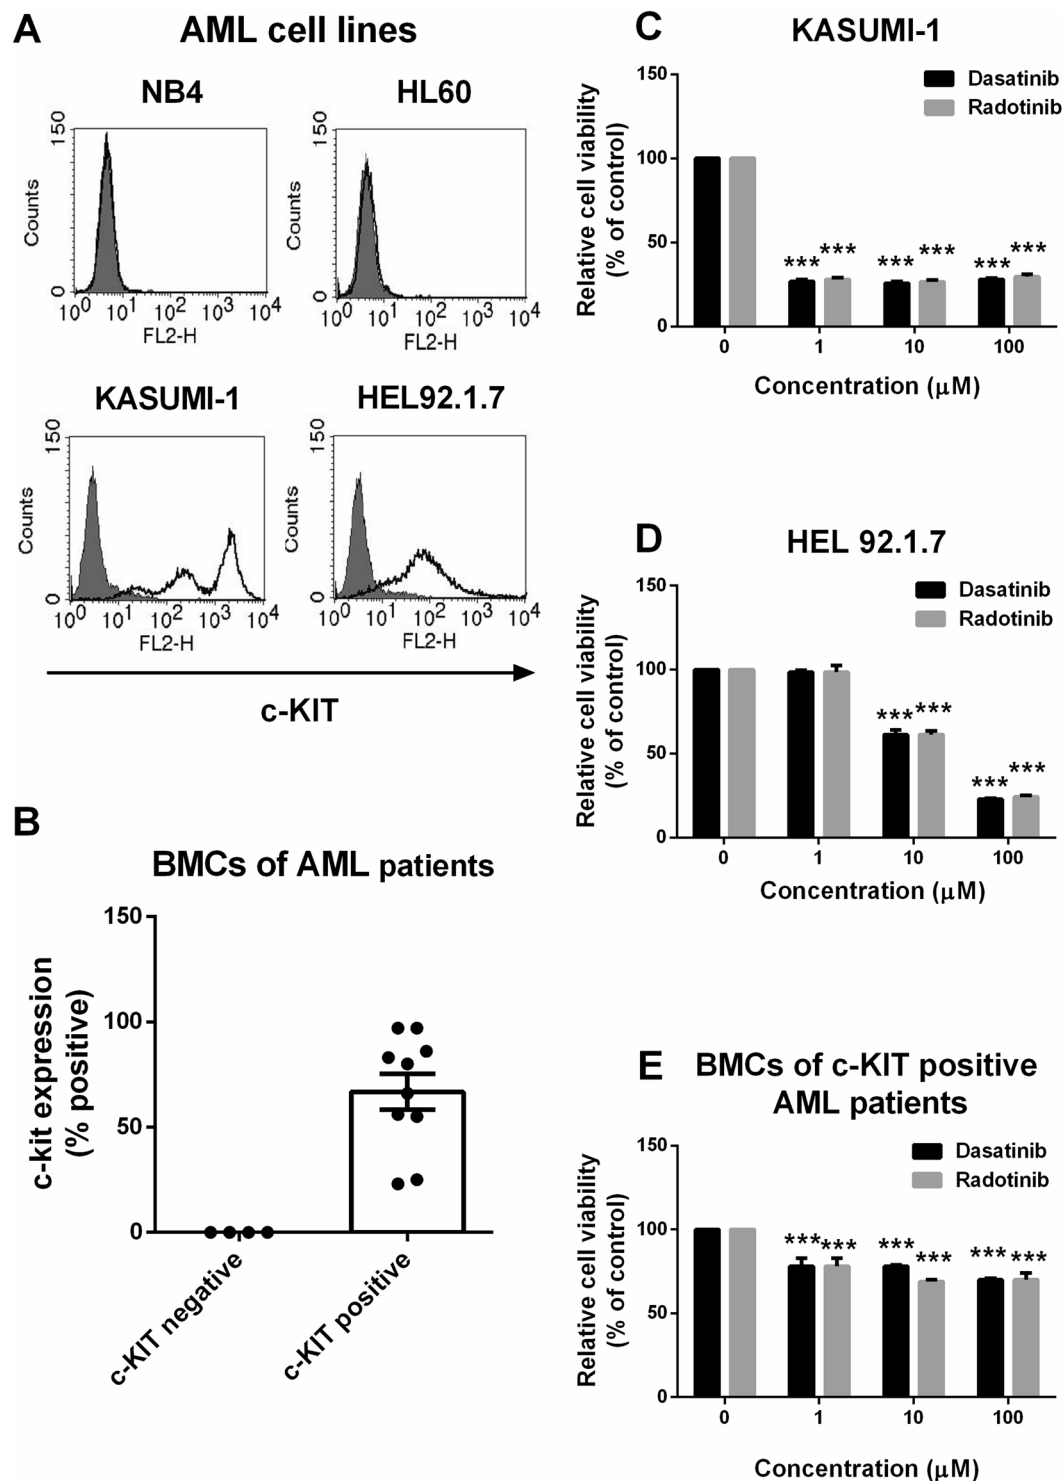 A
AML cell lines
NB4
HL60
150
Counts
0
10^0 10^1 10^2 10^3 10^4
FL2-H
150
Counts
0
10^0 10^1 10^2 10^3 10^4
FL2-H
KASUMI-1
HEL92.1.7
150
Counts
0
10^0 10^1 10^2 10^3 10^4
FL2-H
150
Counts
0
10^0 10^1 10^2 10^3 10^4
FL2-H
c-KIT
B
BMCs of AML patients
c-kit expression
(% positive)
150
100
50
0
c-KIT negative
c-KIT positive
C
KASUMI-1
Dasatinib
Radotinib
Relative cell viability
(% of control)
150
100
50
0
*** *** *** *** *** ***
0 1 10 100
Concentration (μM)
D
HEL 92.1.7
Dasatinib
Radotinib
Relative cell viability
(% of control)
150
100
50
0
*** *** *** ***
0 1 10 100
Concentration (μM)
E
BMCs of c-KIT positive
AML patients
Dasatinib
Radotinib
Relative cell viability
(% of control)
150
100
50
0
*** *** *** *** *** ***
0 1 10 100
Concentration (μM)